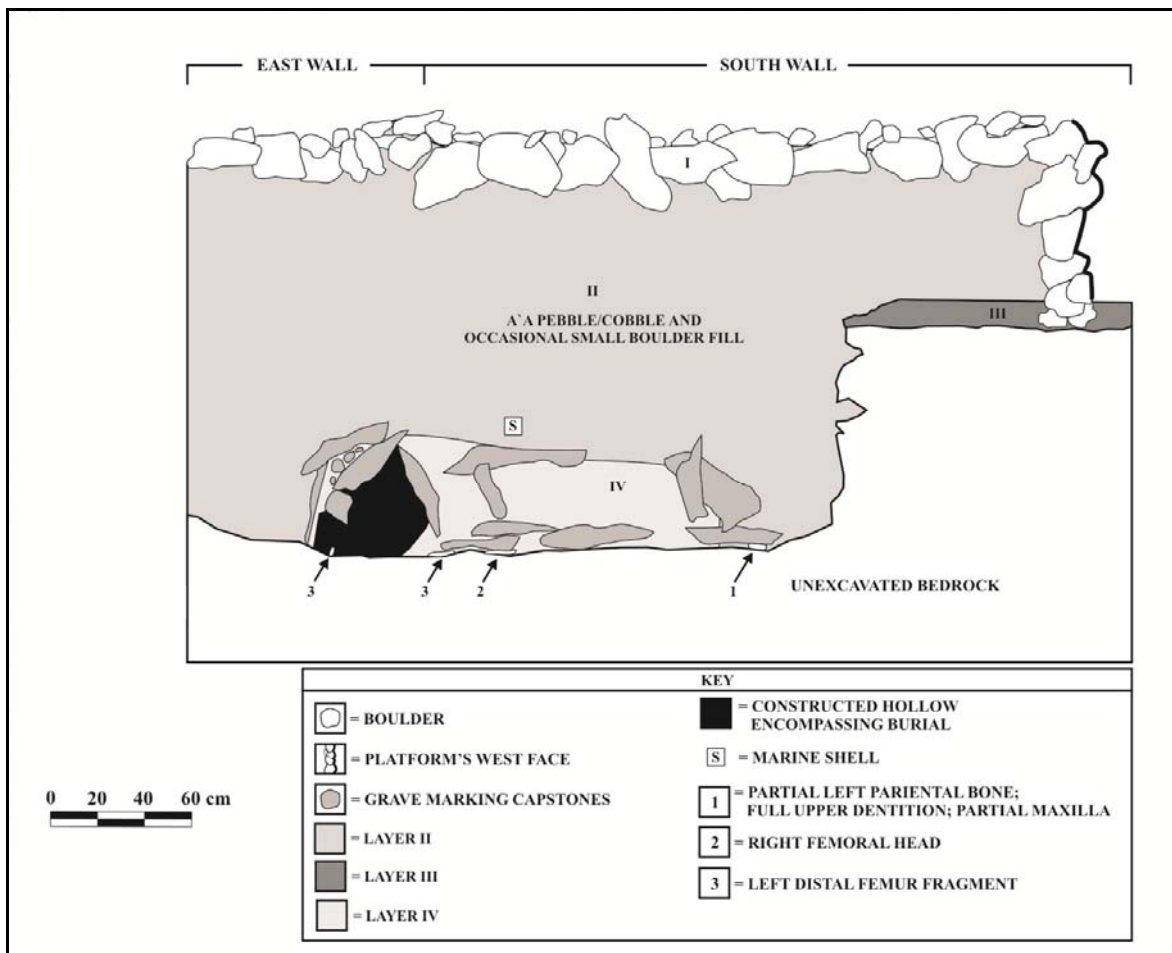 EAST WALL
SOUTH WALL
I
II
A`A PEBBLE/COBBLE AND
OCCASIONAL SMALL BOULDER FILL
III
S
IV
3
3
2
1
UNEXCAVATED BEDROCK
KEY
= BOULDER
= PLATFORM'S WEST FACE
= GRAVE MARKING CAPSTONES
= LAYER II
= LAYER III
= LAYER IV
= CONSTRUCTED HOLLOW
ENCOMPASSING BURIAL
S = MARINE SHELL
1 = PARTIAL LEFT PARIENTAL BONE;
FULL UPPER DENTITION; PARTIAL MAXILLA
2 = RIGHT FEMORAL HEAD
3 = LEFT DISTAL FEMUR FRAGMENT
0 20 40 60 cm